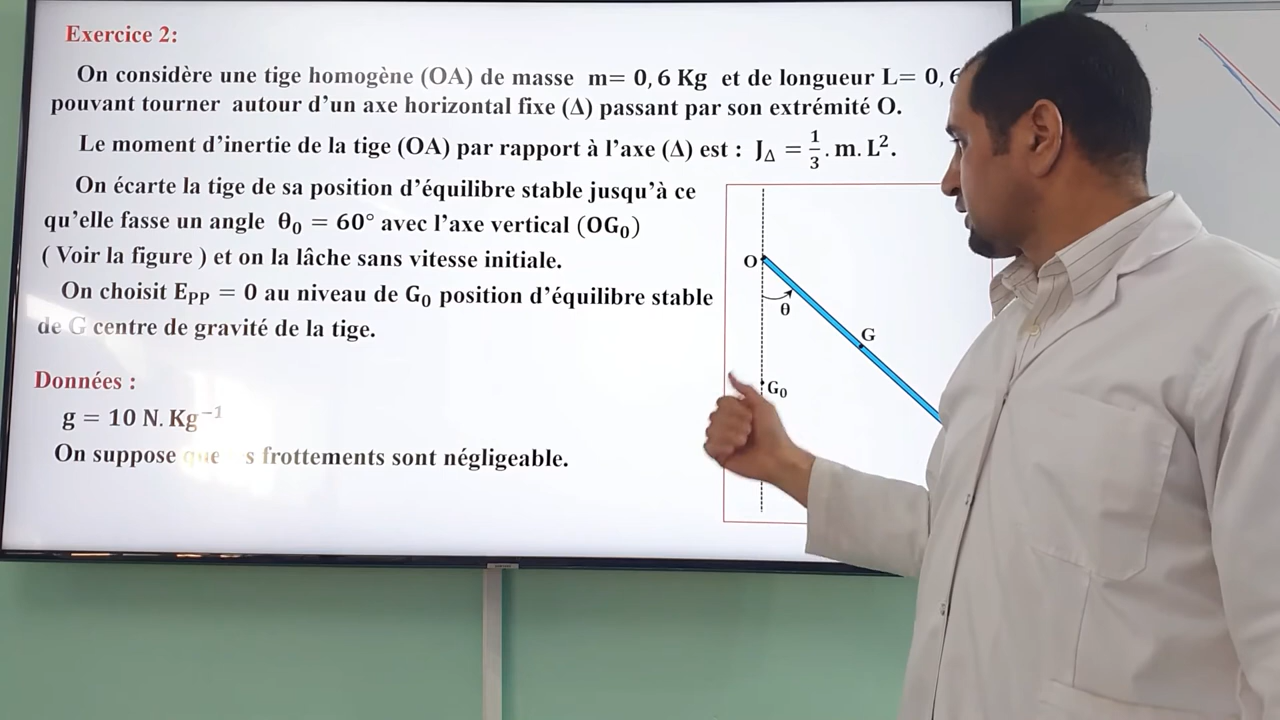 Exercice 2:
On considère une tige homogène (OA) de masse m= 0, 6 Kg et de longueur L= 0,
pouvant tourner autour d’un axe horizontal fixe (Δ) passant par son extrémité O.
Le moment d’inertie de la tige (OA) par rapport à l’axe (Δ) est : J_Δ = 1/3 . m. L².
On écarte la tige de sa position d’équilibre stable jusqu’à ce
qu’elle fasse un angle θ₀ = 60° avec l’axe vertical (OG₀)
( Voir la figure ) et on la lâche sans vitesse initiale.
On choisit E_PP = 0 au niveau de G₀ position d’équilibre stable
de G centre de gravité de la tige.
O
θ
G
G₀
Données :
g = 10 N. Kg⁻¹
On suppose que s frottements sont négligeable.